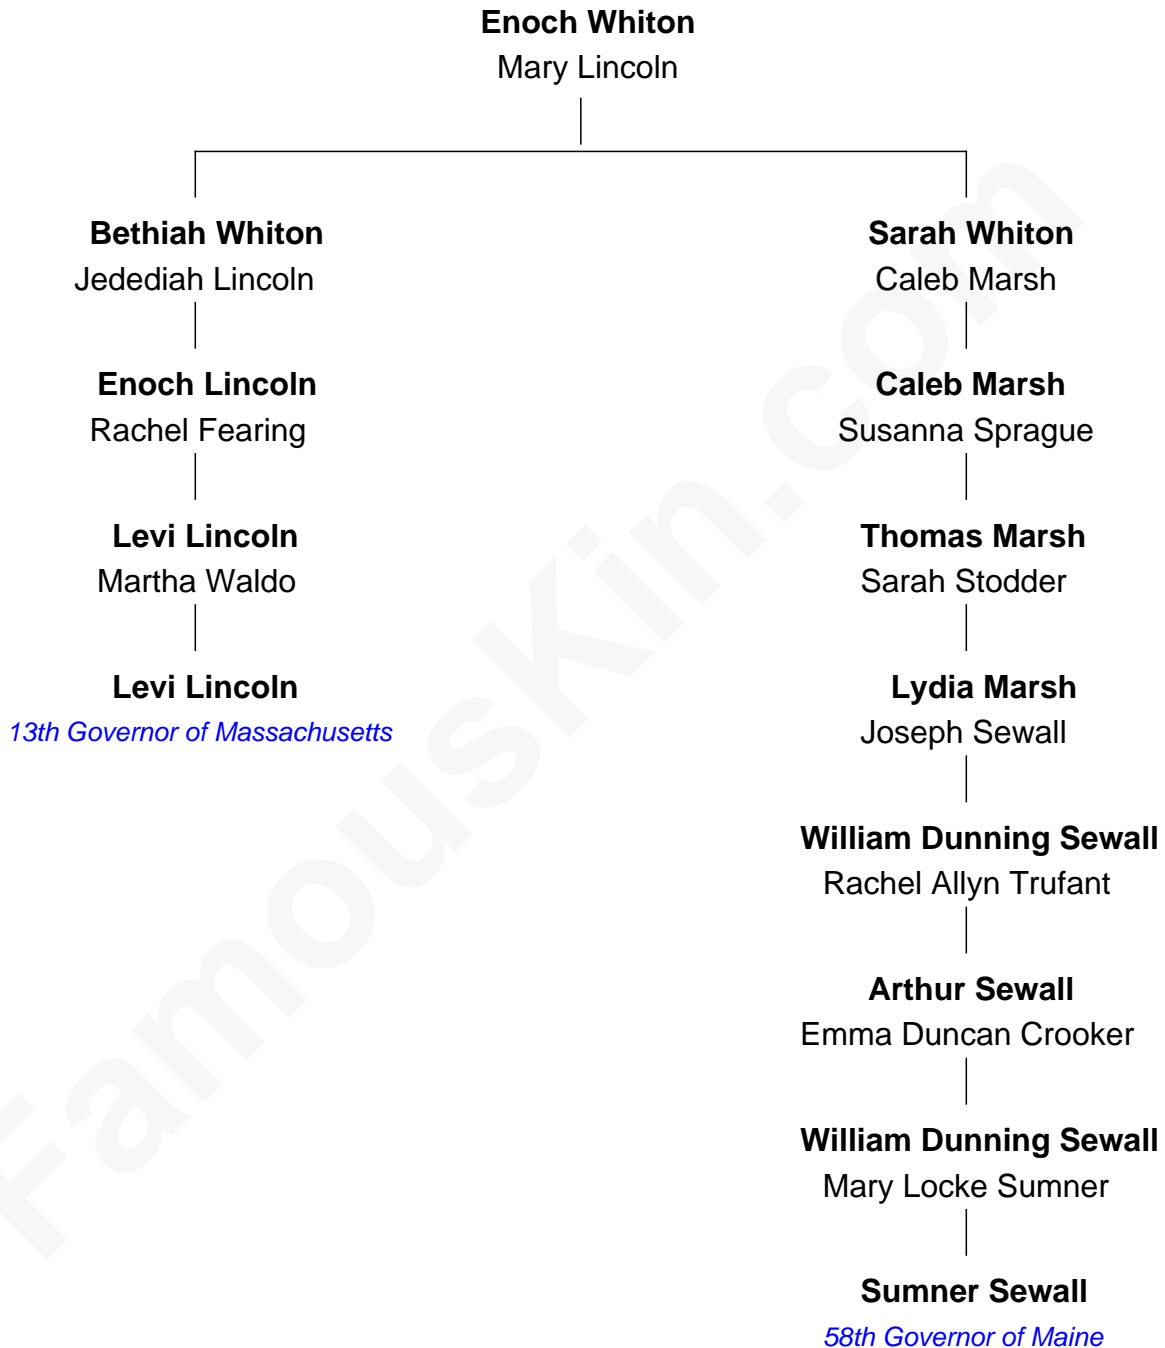 Enoch Whiton
Mary Lincoln
Bethiah Whiton
Jedediah Lincoln
Enoch Lincoln
Rachel Fearing
Levi Lincoln
Martha Waldo
Levi Lincoln
13th Governor of Massachusetts
Sarah Whiton
Caleb Marsh
Caleb Marsh
Susanna Sprague
Thomas Marsh
Sarah Stodder
Lydia Marsh
Joseph Sewall
William Dunning Sewall
Rachel Allyn Trufant
Arthur Sewall
Emma Duncan Crooker
William Dunning Sewall
Mary Locke Sumner
Sumner Sewall
58th Governor of Maine
FamousKin.com